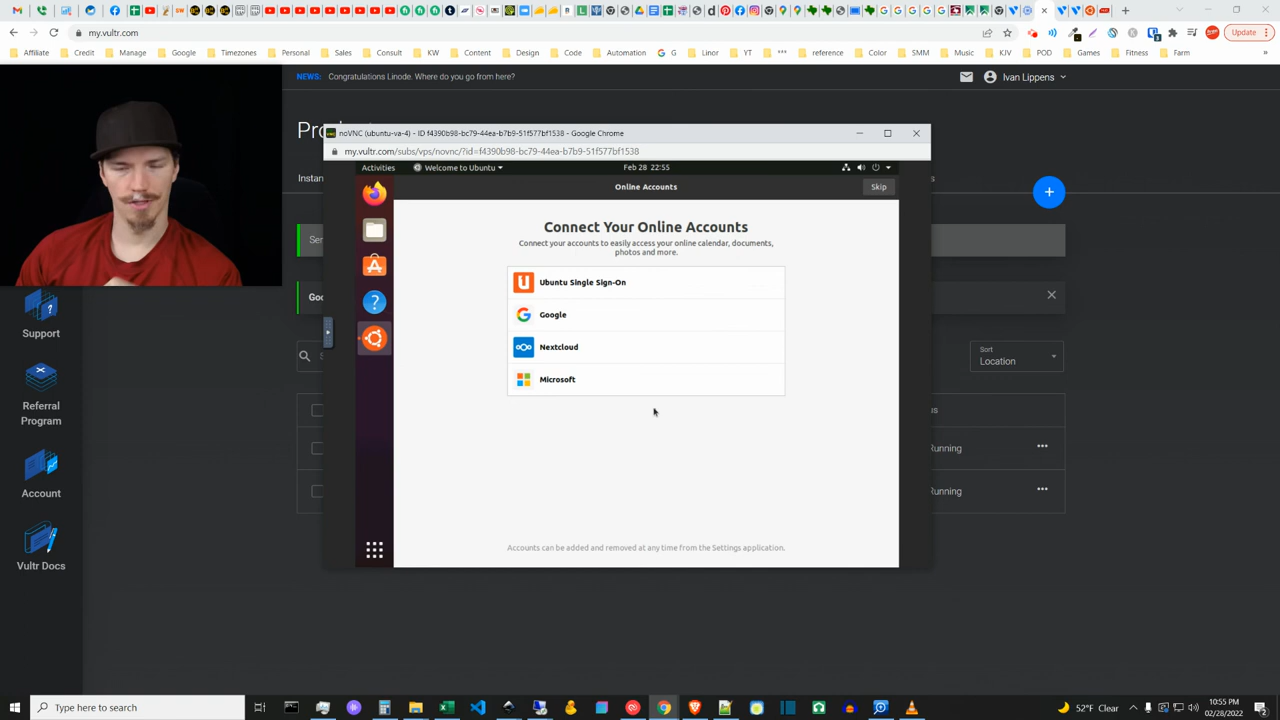 my.vultr.com
Update
Affiliate Credit Manage Google Timezones Personal Sales Consult KW Content Design Code Automation G Linor YT reference Color SMM Music KJV POD Games Fitness Farm
NEWS: Congratulations Linode. Where do you go from here?
Ivan Lippens
noVNC (ubuntu-va-4) - ID f4390b98-bc79-44ea-b7b9-51f577bf1538 - Google Chrome
my.vultr.com/subs/vps/novnc/?id=f4390b98-bc79-44ea-b7b9-51f577bf1538
Activities Welcome to Ubuntu Feb 28 22:55
Online Accounts Skip
Connect Your Online Accounts
Connect your accounts to easily access your online calendar, documents,
photos and more.
Ubuntu Single Sign-On
Google
Nextcloud
Microsoft
Accounts can be added and removed at any time from the Settings application.
Sort
Location
Running
Running
Support
Referral
Program
Account
Vultr Docs
Type here to search
52°F Clear
10:55 PM
02/28/2022